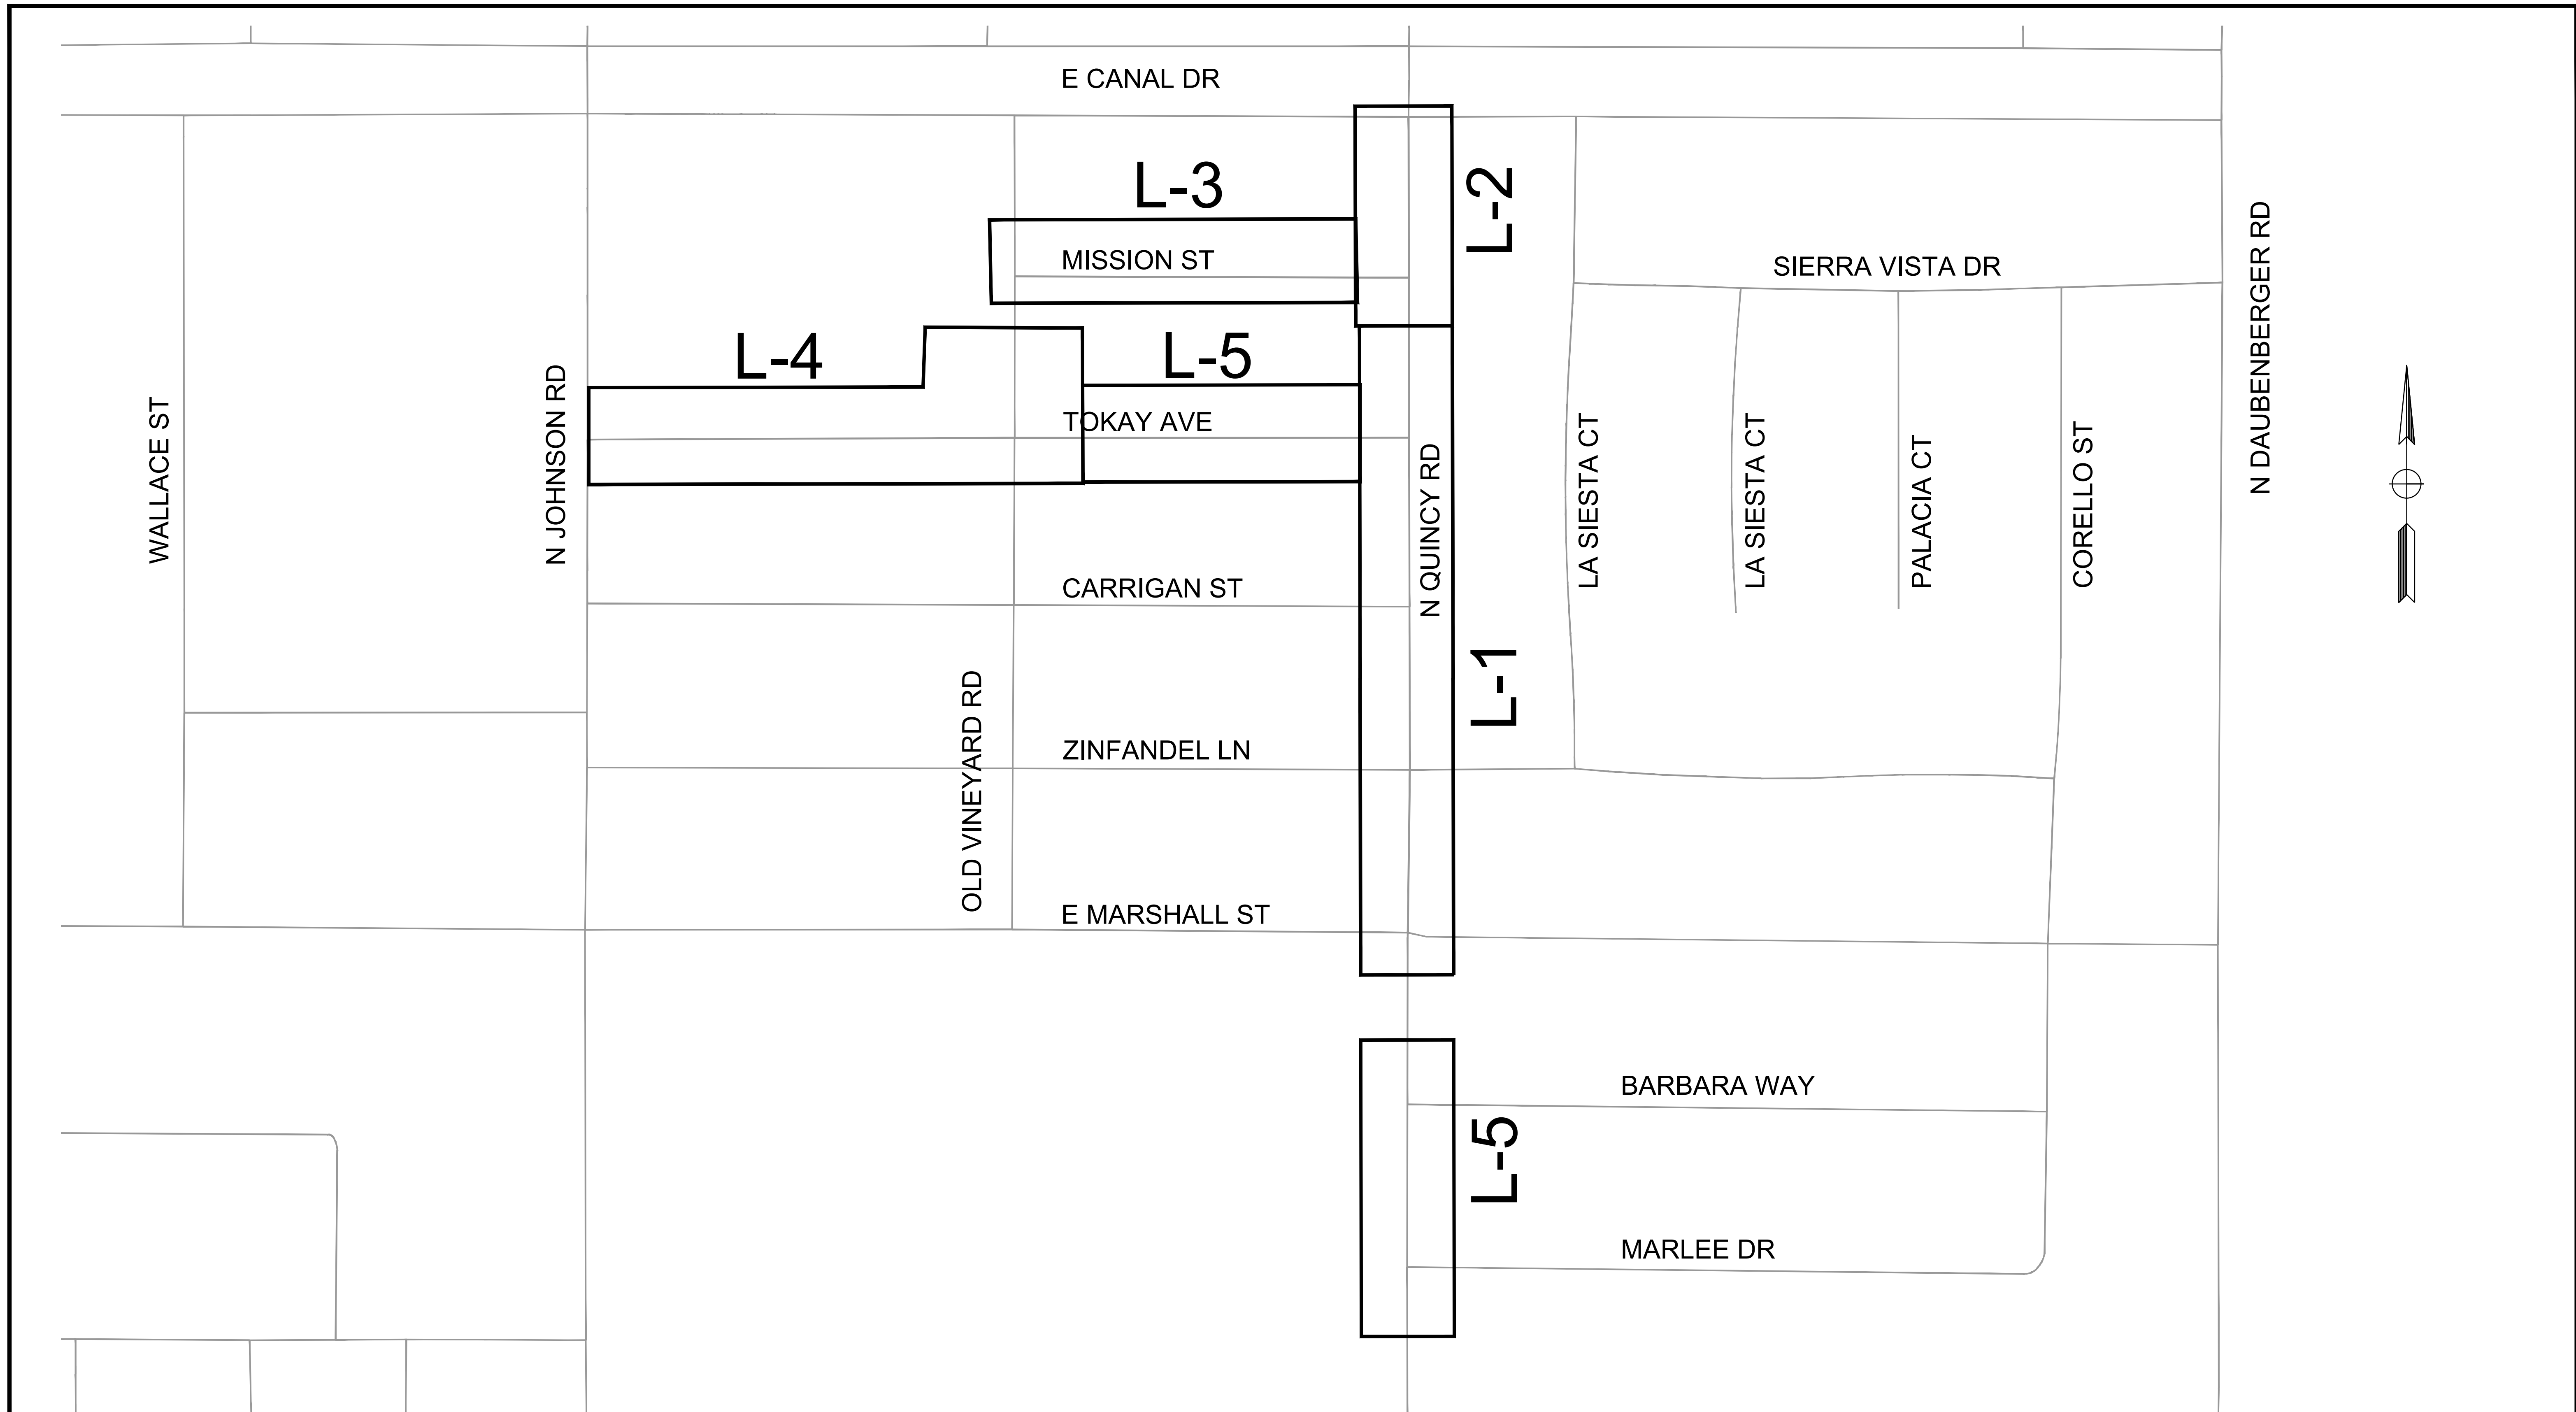 E CANAL DR
L-3
L-2
MISSION ST
SIERRA VISTA DR
N DAUBENBERGER RD
L-4
L-5
TOKAY AVE
WALLACE ST
N JOHNSON RD
N QUINCY RD
LA SIESTA CT
LA SIESTA CT
PALACIA CT
CORELLO ST
CARRIGAN ST
L-1
OLD VINEYARD RD
ZINFANDEL LN
E MARSHALL ST
BARBARA WAY
L-5
MARLEE DR